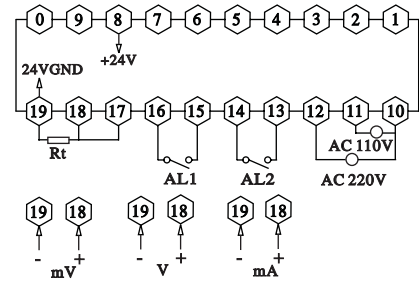 0 9 8 7 6 5 4 3 2 1
+24V
24VGND
19 18 17 16 15 14 13 12 11 10
Rt
AL1 AL2
AC 110V
AC 220V
19 18 19 18 19 18
- + - + - +
mV V mA